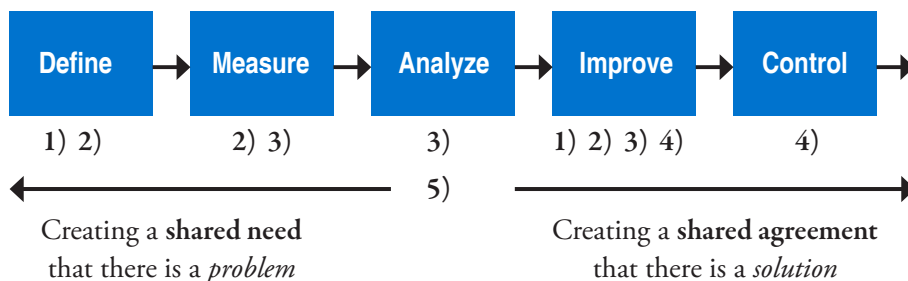 Define Measure Analyze Improve Control
1) 2) 2) 3) 3) 1) 2) 3) 4) 4)
5)
Creating a shared need
that there is a problem
Creating a shared agreement
that there is a solution